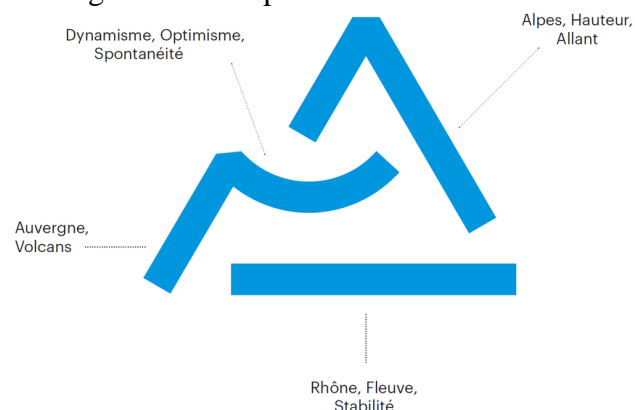 Dynamisme, Optimisme,
Spontanéité
Alpes, Hauteur,
Allant
Auvergne,
Volcans
Rhône, Fleuve,
Stabilité